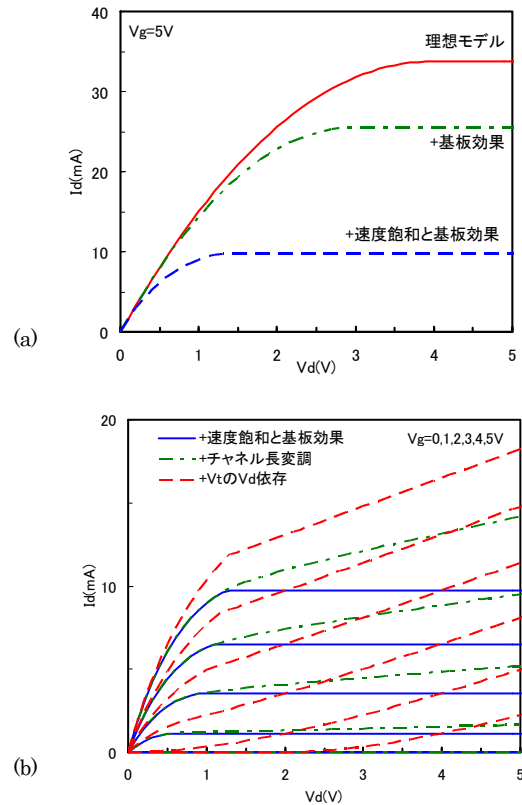 Vg=5V
理想モデル
+基板効果
+速度飽和と基板効果
40
30
20
10
0
Id(mA)
0 1 2 3 4 5
Vd(V)
(a)
+速度飽和と基板効果
+チャネル長変調
+VtのVd依存
Vg=0,1,2,3,4,5V
20
10
0
Id(mA)
0 1 2 3 4 5
Vd(V)
(b)